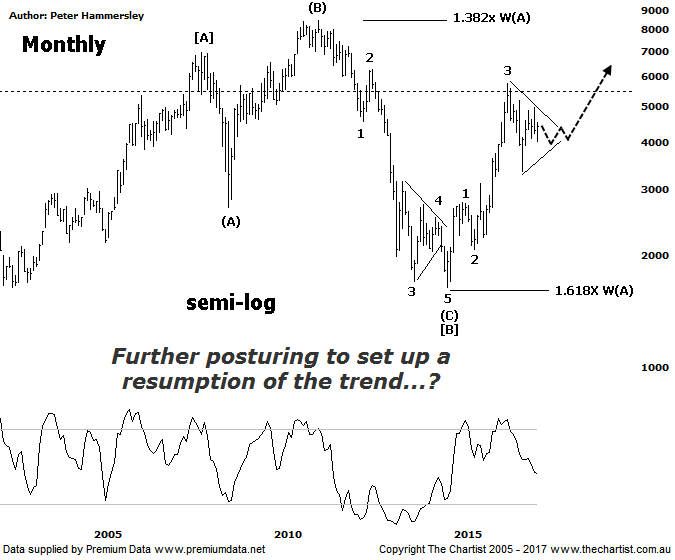 Author: Peter Hammersley
Monthly
[A]
(B)
1.382x W(A)
9000
8000
7000
6000
5000
4000
3000
2000
1000
2
1
3
(A)
4
1
2
3
5
(C)
[B]
1.618X W(A)
semi-log
Further posturing to set up a
resumption of the trend...?
2005
2010
2015
Data supplied by Premium Data www.premiumdata.net
Copyright The Chartist 2005 - 2017 www.thechartist.com.au